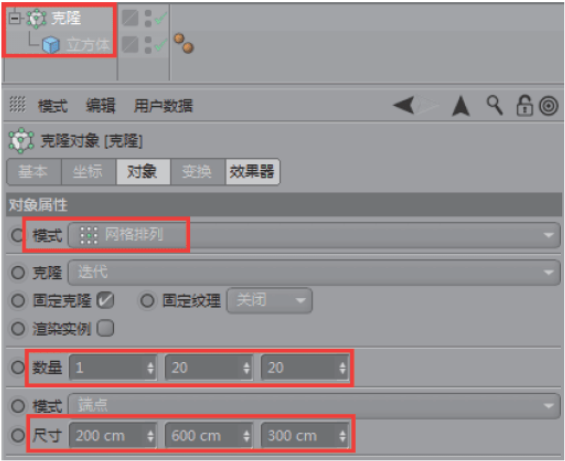 克隆
立方体
模式 编辑 用户数据
克隆对象 [克隆]
基本 坐标 对象 变换 效果器
对象属性
模式 网格排列
克隆 迭代
固定克隆 固定纹理 关闭
渲染实例
数量 1 20 20
模式 端点
尺寸 200 cm 600 cm 300 cm